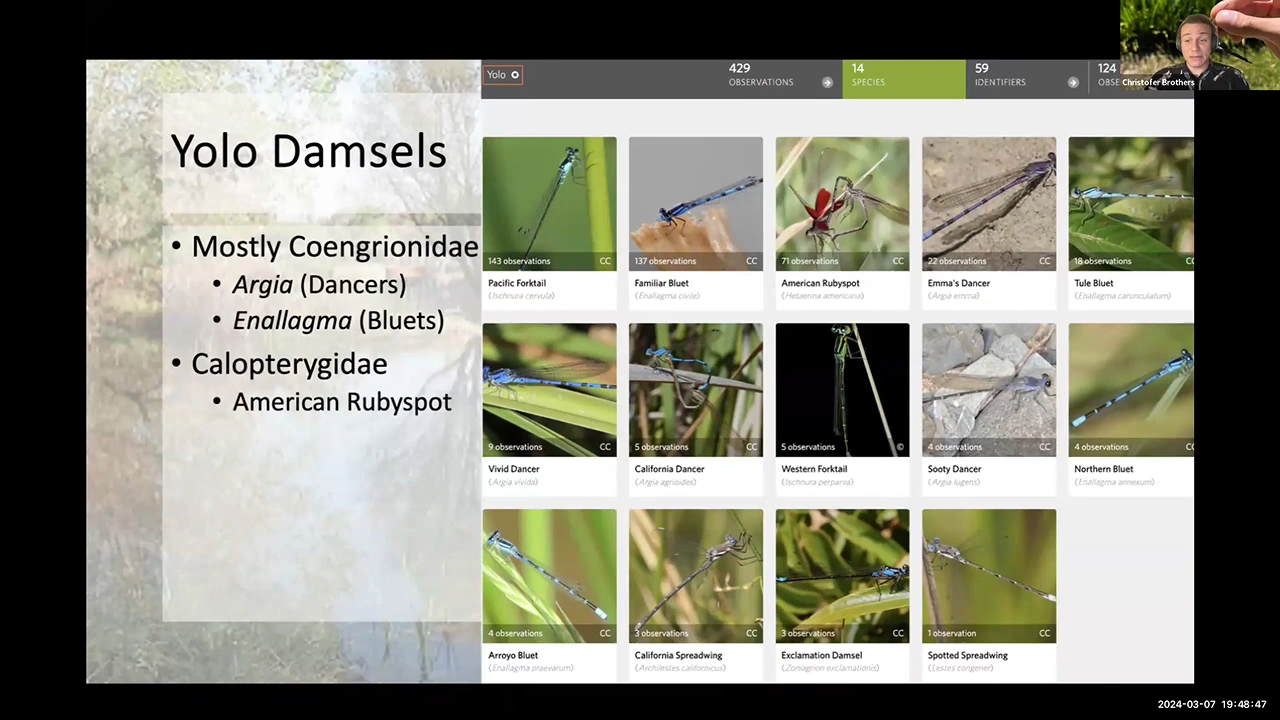 Christofer Brothers
Yolo
429
OBSERVATIONS
14
SPECIES
59
IDENTIFIERS
124
OBSE
Yolo Damsels
• Mostly Coengrionidae
• Argia (Dancers)
• Enallagma (Bluets)
• Calopterygidae
• American Rubyspot
143 observations CC
Pacific Forktail
(Ischnura cervula)
137 observations CC
Familiar Bluet
(Enallagma civile)
71 observations CC
American Rubyspot
(Hetaerina americana)
22 observations CC
Emma's Dancer
(Argia emma)
18 observations CC
Tule Bluet
(Enallagma carunculatum)
9 observations CC
Vivid Dancer
(Argia vivida)
5 observations CC
California Dancer
(Argia agrioides)
5 observations ©
Western Forktail
(Ischnura perparva)
4 observations CC
Sooty Dancer
(Argia lugens)
4 observations CC
Northern Bluet
(Enallagma annexum)
4 observations CC
Arroyo Bluet
(Enallagma praevarum)
3 observations CC
California Spreadwing
(Archilestes californicus)
3 observations CC
Exclamation Damsel
(Zoniagrion exclamationis)
1 observation CC
Spotted Spreadwing
(Lestes congener)
2024-03-07 19:48:47